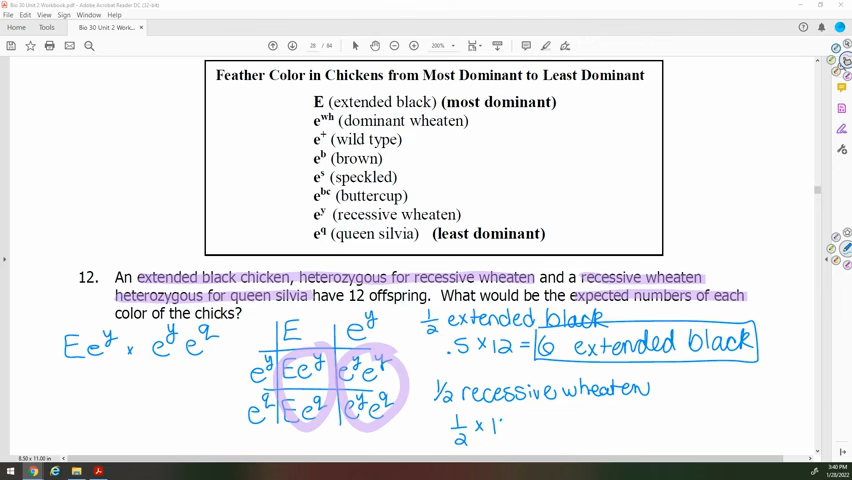 Bio 30 Unit 2 Workbook.pdf - Adobe Acrobat Reader DC (32-bit)
File Edit View Sign Window Help
Home Tools Bio 30 Unit 2 Work... ×
28 / 84 200%
Feather Color in Chickens from Most Dominant to Least Dominant
E (extended black) (most dominant)
e^wh (dominant wheaten)
e^+ (wild type)
e^b (brown)
e^s (speckled)
e^bc (buttercup)
e^y (recessive wheaten)
e^q (queen silvia) (least dominant)
12. An extended black chicken, heterozygous for recessive wheaten and a recessive wheaten
heterozygous for queen silvia have 12 offspring. What would be the expected numbers of each
color of the chicks?
Ee^y × e^y e^q
E e^y
e^y Ee^y e^y e^y
e^q Ee^q e^y e^q
1/2 extended black
.5 × 12 = 6 extended black
1/2 recessive wheaten
1/2 × 1
8.50 x 11.00 in
3:40 PM
1/28/2022